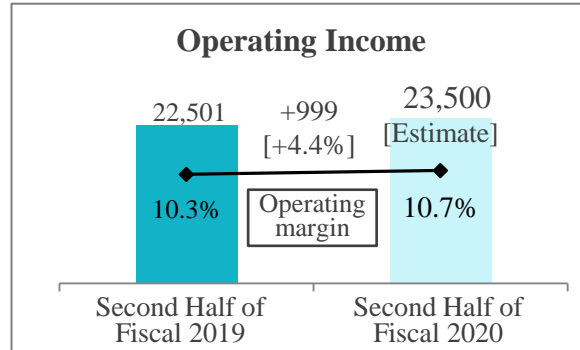 Operating Income
22,501
+999
[+4.4%]
23,500
[Estimate]
10.3%
Operating
margin
10.7%
Second Half of
Fiscal 2019
Second Half of
Fiscal 2020